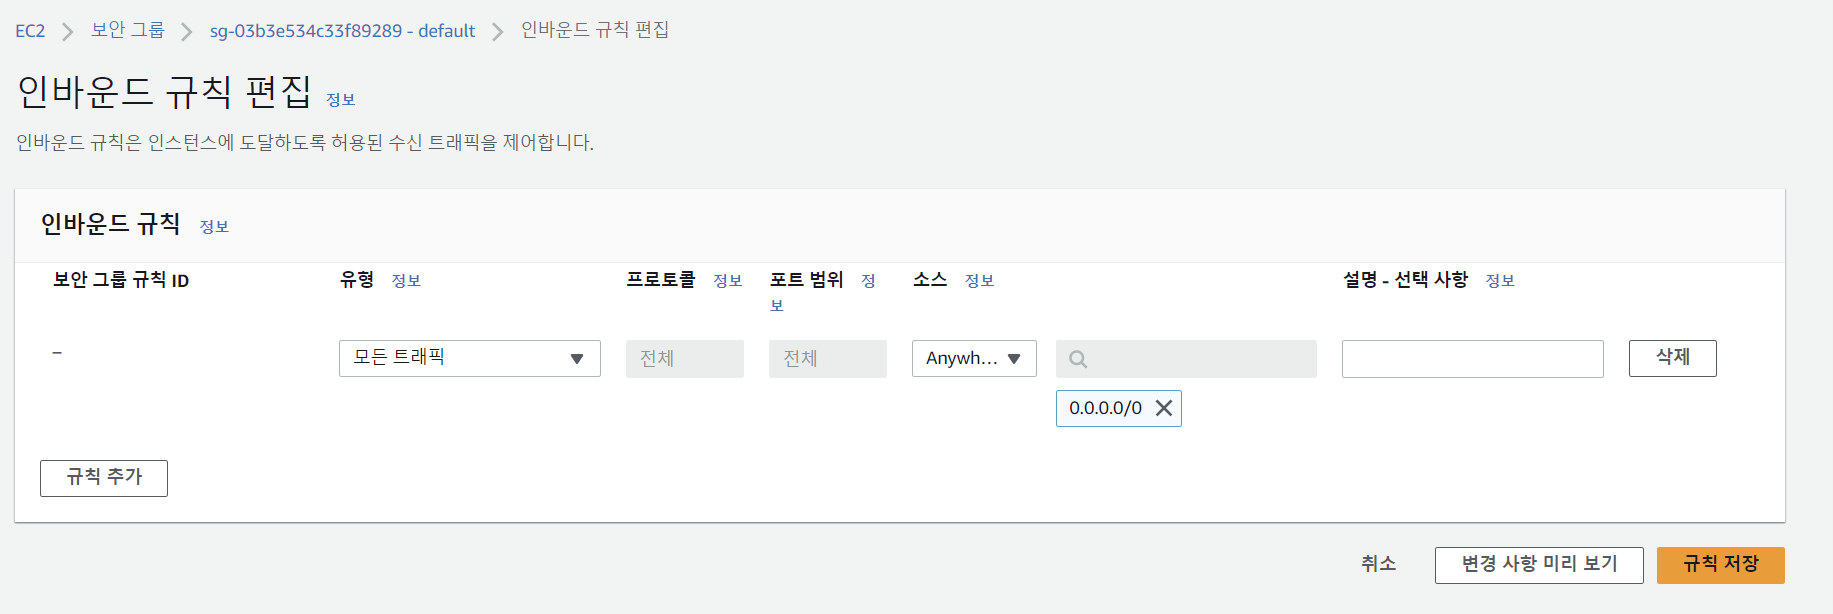 EC2 > 보안 그룹 > sg-03b3e534c33f89289 - default > 인바운드 규칙 편집
인바운드 규칙 편집 정보
인바운드 규칙은 인스턴스에 도달하도록 허용된 수신 트래픽을 제어합니다.
인바운드 규칙 정보
보안 그룹 규칙 ID 유형 정보 프로토콜 정보 포트 범위 정보 소스 정보 설명 - 선택 사항 정보
– 모든 트래픽 전체 전체 Anywh... 삭제
0.0.0.0/0
규칙 추가
취소 변경 사항 미리 보기 규칙 저장